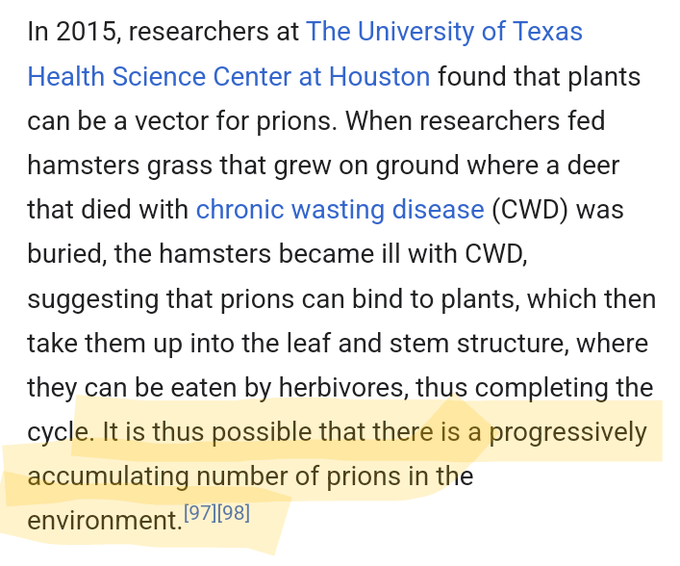 In 2015, researchers at The University of Texas
Health Science Center at Houston found that plants
can be a vector for prions. When researchers fed
hamsters grass that grew on ground where a deer
that died with chronic wasting disease (CWD) was
buried, the hamsters became ill with CWD,
suggesting that prions can bind to plants, which then
take them up into the leaf and stem structure, where
they can be eaten by herbivores, thus completing the
cycle. It is thus possible that there is a progressively
accumulating number of prions in the
environment.[97][98]